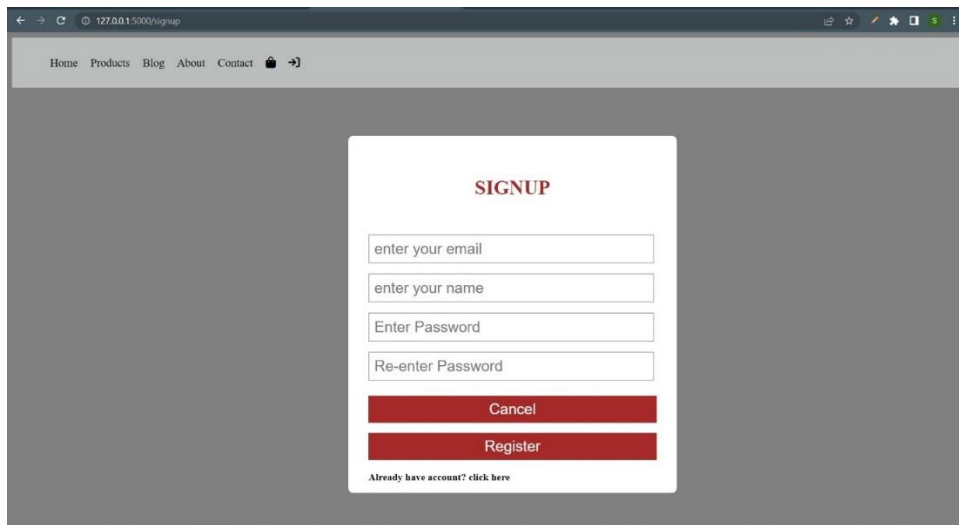 127.0.0.1:5000/signup
S
Home Products Blog About Contact
SIGNUP
enter your email
enter your name
Enter Password
Re-enter Password
Cancel
Register
Already have account? click here